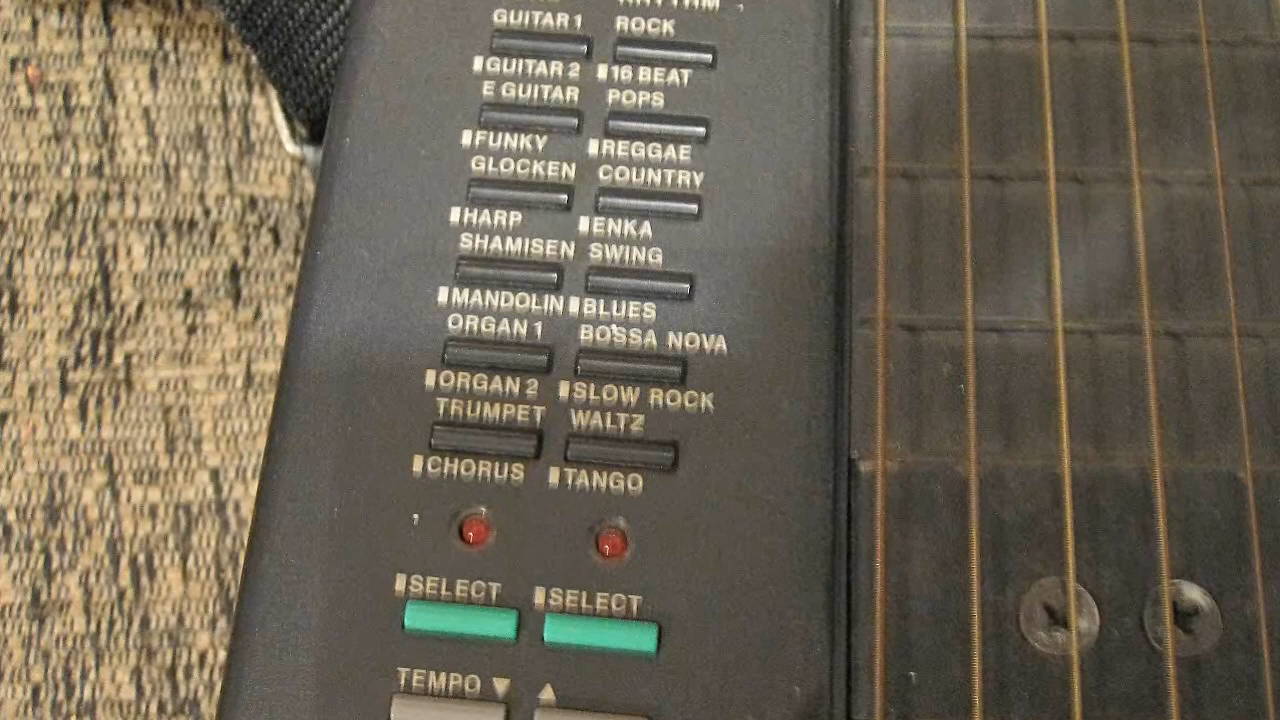 RHYTHM
GUITAR 1 ROCK
GUITAR 2 16 BEAT
E GUITAR POPS
FUNKY REGGAE
GLOCKEN COUNTRY
HARP ENKA
SHAMISEN SWING
MANDOLIN BLUES
ORGAN 1 BOSSA NOVA
ORGAN 2 SLOW ROCK
TRUMPET WALTZ
CHORUS TANGO
SELECT SELECT
TEMPO ▼ ▲